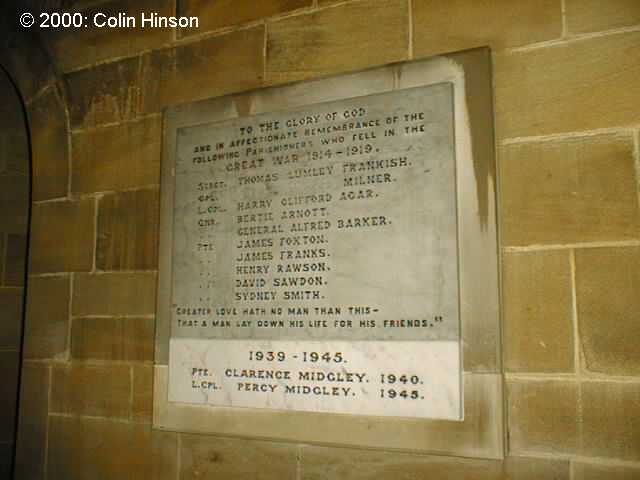 © 2000: Colin Hinson
TO THE GLORY OF GOD
AND IN AFFECTIONATE REMEMBRANCE OF THE
FOLLOWING PARISHIONERS WHO FELL IN THE
GREAT WAR 1914-1919.
SERGT. THOMAS LUMLEY FRANKISH.
CPL. " MILNER.
L.CPL. HARRY CLIFFORD AGAR.
GNR. BERTIE ARNOTT.
.. GENERAL ALFRED BARKER.
PTE JAMES FOXTON.
.. JAMES FRANKS.
.. HENRY RAWSON.
.. DAVID SAWDON.
.. SYDNEY SMITH.
"GREATER LOVE HATH NO MAN THAN THIS-
THAT A MAN LAY DOWN HIS LIFE FOR HIS FRIENDS."
1939-1945.
PTE. CLARENCE MIDGLEY. 1940.
L.CPL. PERCY MIDGLEY. 1945.
© 2000: Colin Hinson